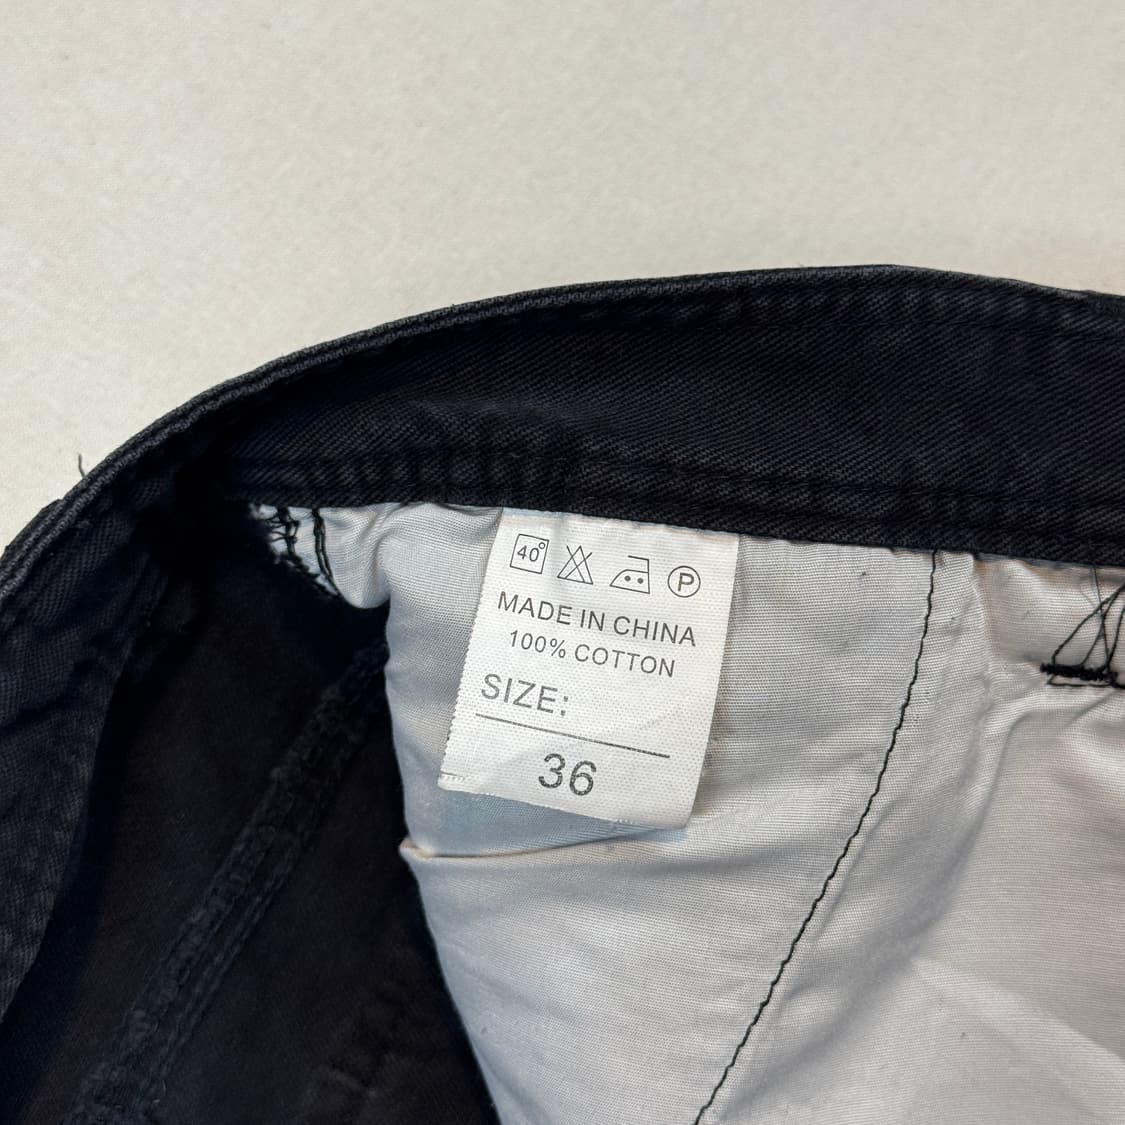 40°
P
MADE IN CHINA
100% COTTON
SIZE:
36